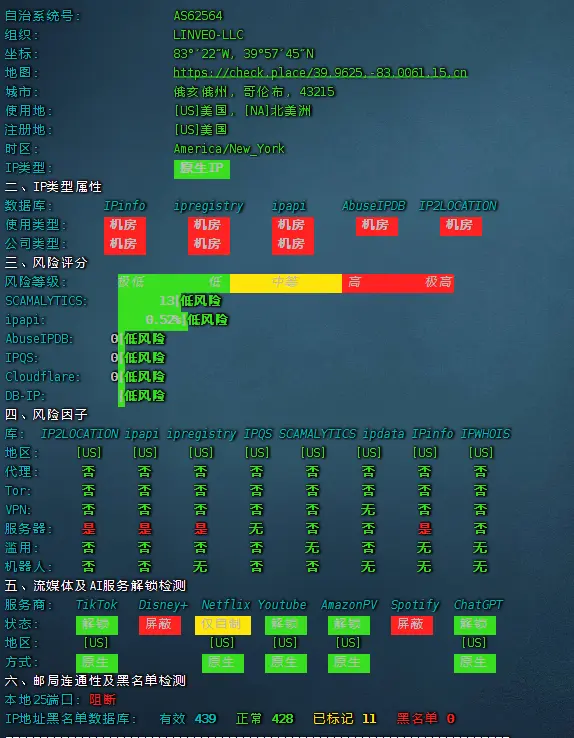 自治系统号： AS62564
组织： LINVEO-LLC
坐标： 83°′22″W, 39°57′45″N
地图： https://check.place/39.9625,-83.0061,15,cn
城市： 俄亥俄州, 哥伦布, 43215
使用地： [US]美国, [NA]北美洲
注册地： [US]美国
时区： America/New_York
IP类型： 原生IP
二、IP类型属性
数据库： IPinfo ipregistry ipapi AbuseIPDB IP2LOCATION
使用类型： 机房 机房 机房 机房 机房
公司类型： 机房 机房 机房
三、风险评分
风险等级： 极低 低 中等 高 极高
SCAMALYTICS: 13|低风险
ipapi: 0.52%|低风险
AbuseIPDB: 0|低风险
IPQS: 0|低风险
Cloudflare: 0|低风险
DB-IP: |低风险
四、风险因子
库： IP2LOCATION ipapi ipregistry IPQS SCAMALYTICS ipdata IPinfo IPWHOIS
地区： [US] [US] [US] [US] [US] [US] [US] [US]
代理： 否 否 否 否 否 否 否 否
Tor: 否 否 否 否 否 否 否 否
VPN: 否 否 否 否 否 无 否 否
服务器： 是 是 是 无 否 否 是 否
滥用： 否 否 否 否 无 否 无 无
机器人： 否 否 无 否 否 无 无 无
五、流媒体及AI服务解锁检测
服务商： TikTok Disney+ Netflix Youtube AmazonPV Spotify ChatGPT
状态： 解锁 屏蔽 仅自制 解锁 解锁 屏蔽 解锁
地区： [US] [US] [US] [US] [US]
方式： 原生 原生 原生 原生 原生
六、邮局连通性及黑名单检测
本地25端口：阻断
IP地址黑名单数据库： 有效 439 正常 428 已标记 11 黑名单 0